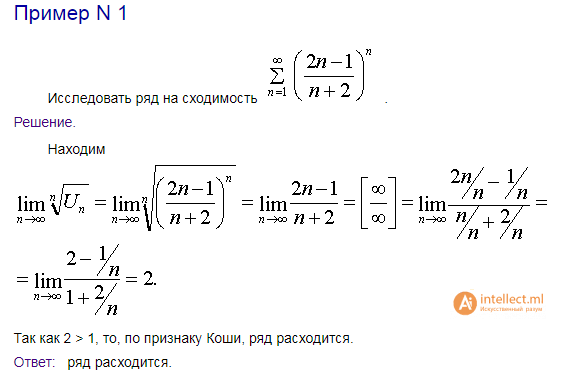 Пример N 1
Исследовать ряд на сходимость \sum_{n=1}^{\infty} \left( \frac{2n-1}{n+2} \right)^n .
Решение.
Находим
\lim_{n \to \infty} \sqrt[n]{U_n} = \lim_{n \to \infty} \sqrt[n]{\left( \frac{2n-1}{n+2} \right)^n} = \lim_{n \to \infty} \frac{2n-1}{n+2} = \left[ \frac{\infty}{\infty} \right] = \lim_{n \to \infty} \frac{2n/n - 1/n}{n/n + 2/n} =
= \lim_{n \to \infty} \frac{2 - 1/n}{1 + 2/n} = 2.
Ai intellect.ml
Искусственный разум
Так как 2 > 1, то, по признаку Коши, ряд расходится.
Ответ: ряд расходится.